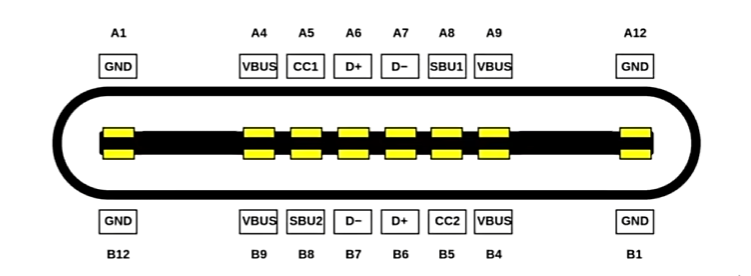 A1 A4 A5 A6 A7 A8 A9 A12
GND VBUS CC1 D+ D− SBU1 VBUS GND
GND VBUS SBU2 D− D+ CC2 VBUS GND
B12 B9 B8 B7 B6 B5 B4 B1